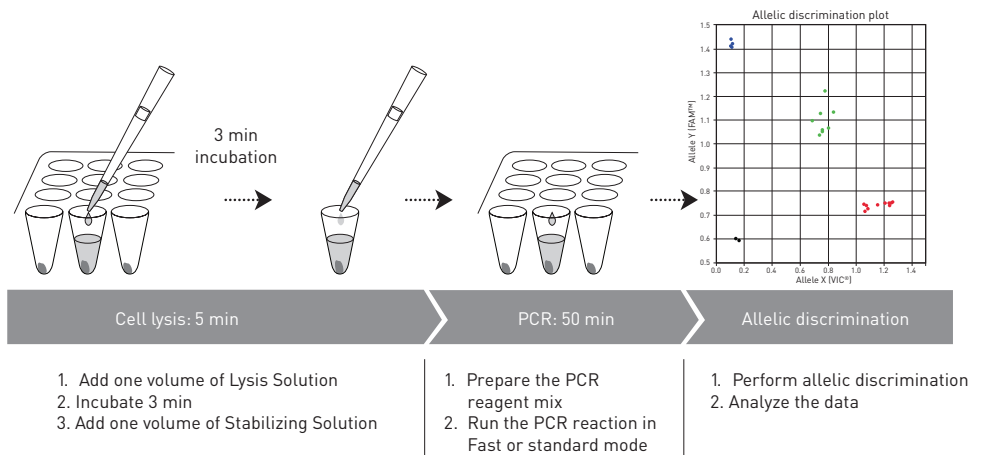 Allelic discrimination plot
1.5
1.4
1.3
1.2
1.1
1.0
0.9
0.8
0.7
0.6
0.5
Allele Y (FAM™)
0.0 0.2 0.4 0.6 0.8 1.0 1.2 1.4
Allele X (VIC®)
3 min
incubation
Cell lysis: 5 min
PCR: 50 min
Allelic discrimination
1. Add one volume of Lysis Solution
2. Incubate 3 min
3. Add one volume of Stabilizing Solution
1. Prepare the PCR
reagent mix
2. Run the PCR reaction in
Fast or standard mode
1. Perform allelic discrimination
2. Analyze the data